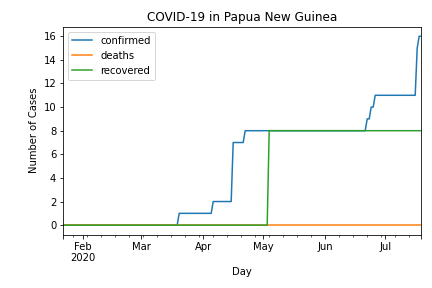 COVID-19 in Papua New Guinea
confirmed
deaths
recovered
Number of Cases
16
14
12
10
8
6
4
2
0
Feb Mar Apr May Jun Jul
2020
Day